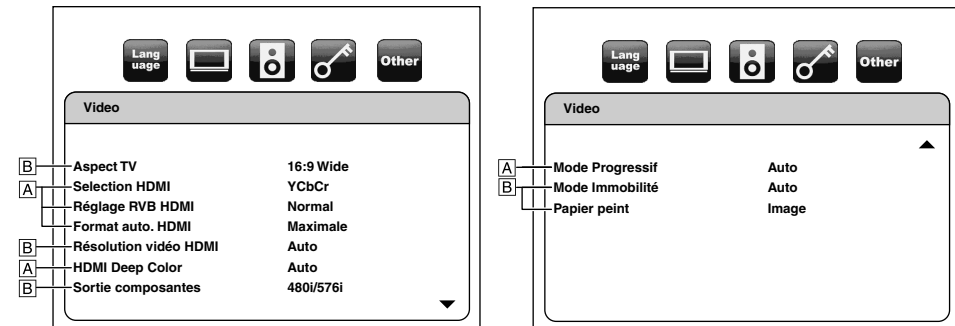 Lang
uage
Other
Video
B Aspect TV 16:9 Wide
A Selection HDMI YCbCr
Réglage RVB HDMI Normal
Format auto. HDMI Maximale
B Résolution vidéo HDMI Auto
A HDMI Deep Color Auto
B Sortie composantes 480i/576i
Lang
uage
Other
Video
A Mode Progressif Auto
B Mode Immobilité Auto
Papier peint Image